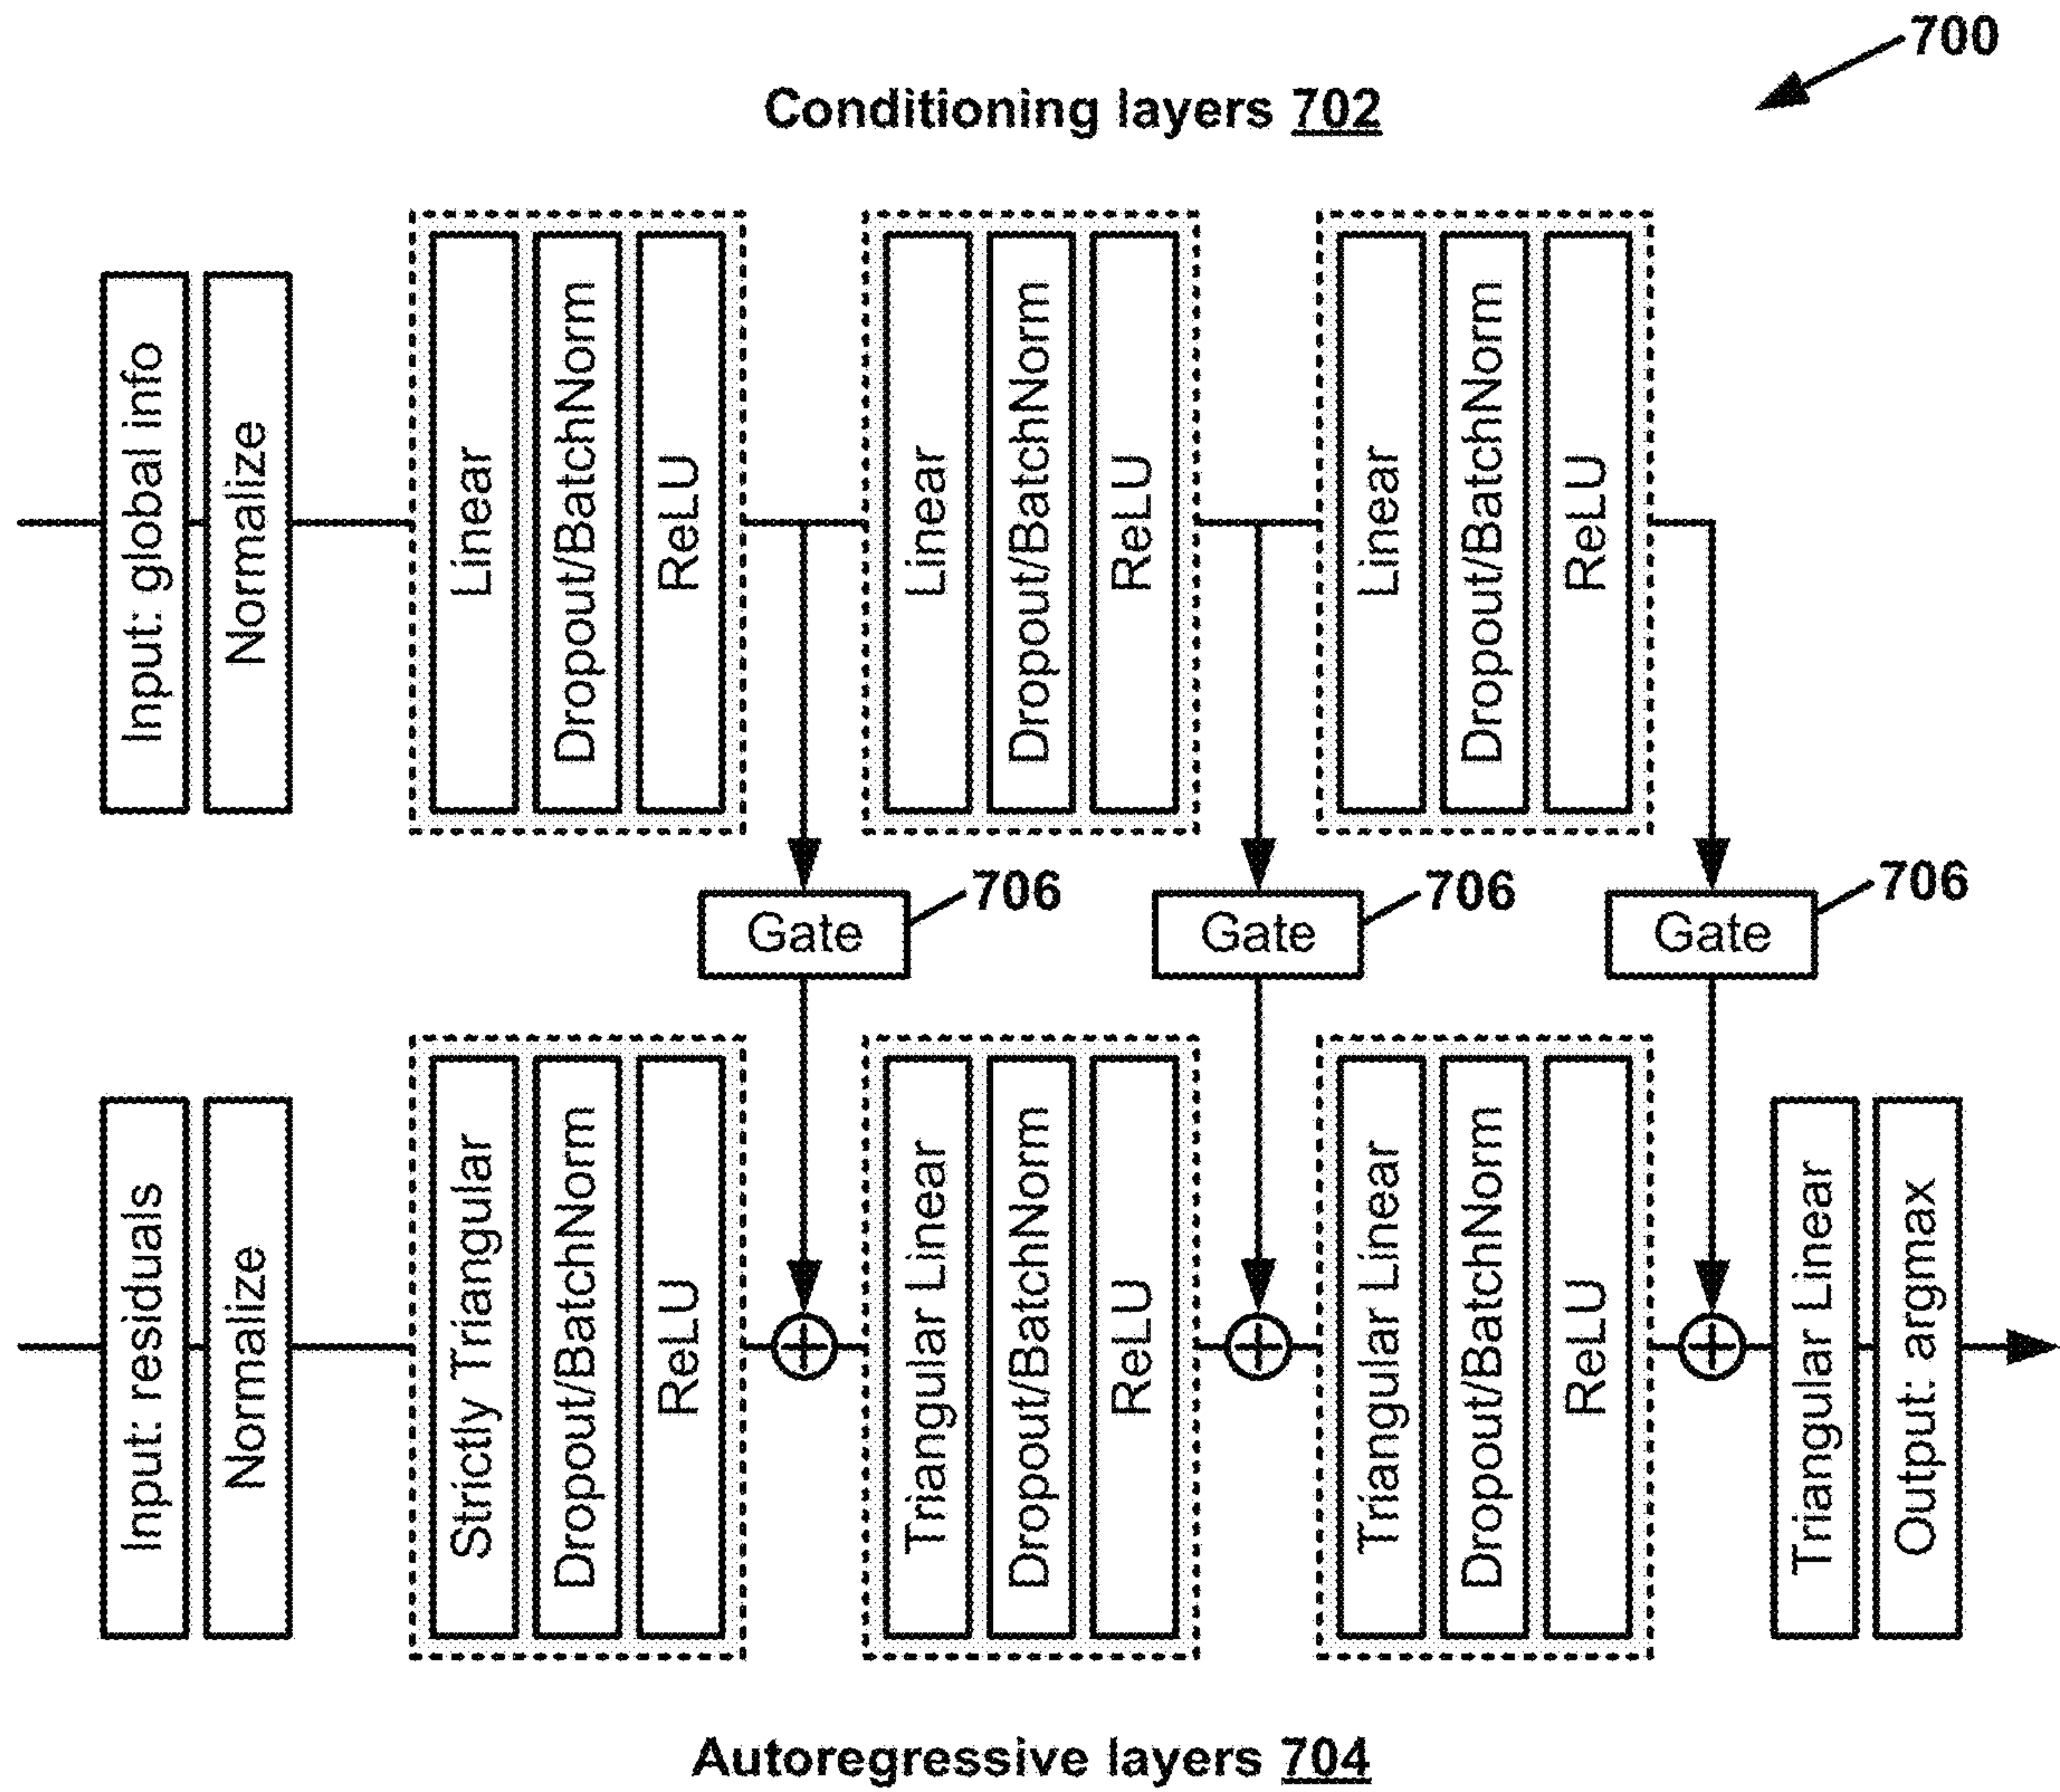 700
Conditioning layers 702
Input: global info
Normalize
Linear
Dropout/BatchNorm
ReLU
Linear
Dropout/BatchNorm
ReLU
Linear
Dropout/BatchNorm
ReLU
Gate
706
Gate
706
Gate
706
Input: residuals
Normalize
Strictly Triangular
Dropout/BatchNorm
ReLU
Triangular Linear
Dropout/BatchNorm
ReLU
Triangular Linear
Dropout/BatchNorm
ReLU
Triangular Linear
Output: argmax
Autoregressive layers 704